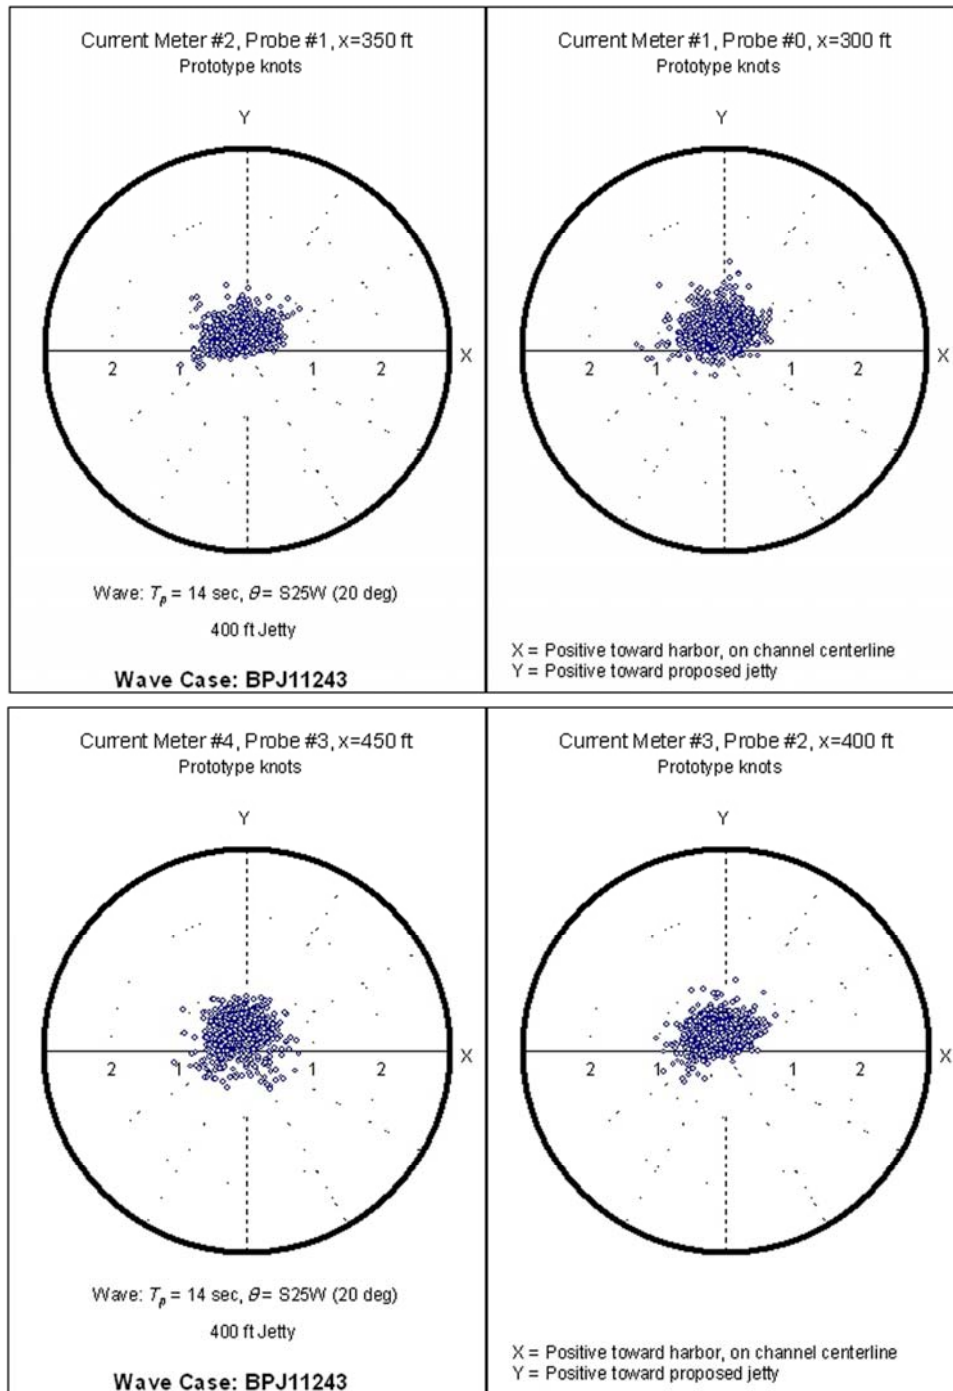 Current Meter #2, Probe #1, x=350 ft
Prototype knots
Y
X
2 1 1 2
Wave: Tp = 14 sec, θ= S25W (20 deg)
400 ft Jetty
Wave Case: BPJ11243
Current Meter #1, Probe #0, x=300 ft
Prototype knots
Y
X
2 1 1 2
X = Positive toward harbor, on channel centerline
Y = Positive toward proposed jetty
Current Meter #4, Probe #3, x=450 ft
Prototype knots
Y
X
2 1 1 2
Wave: Tp = 14 sec, θ= S25W (20 deg)
400 ft Jetty
Wave Case: BPJ11243
Current Meter #3, Probe #2, x=400 ft
Prototype knots
Y
X
2 1 1 2
X = Positive toward harbor, on channel centerline
Y = Positive toward proposed jetty